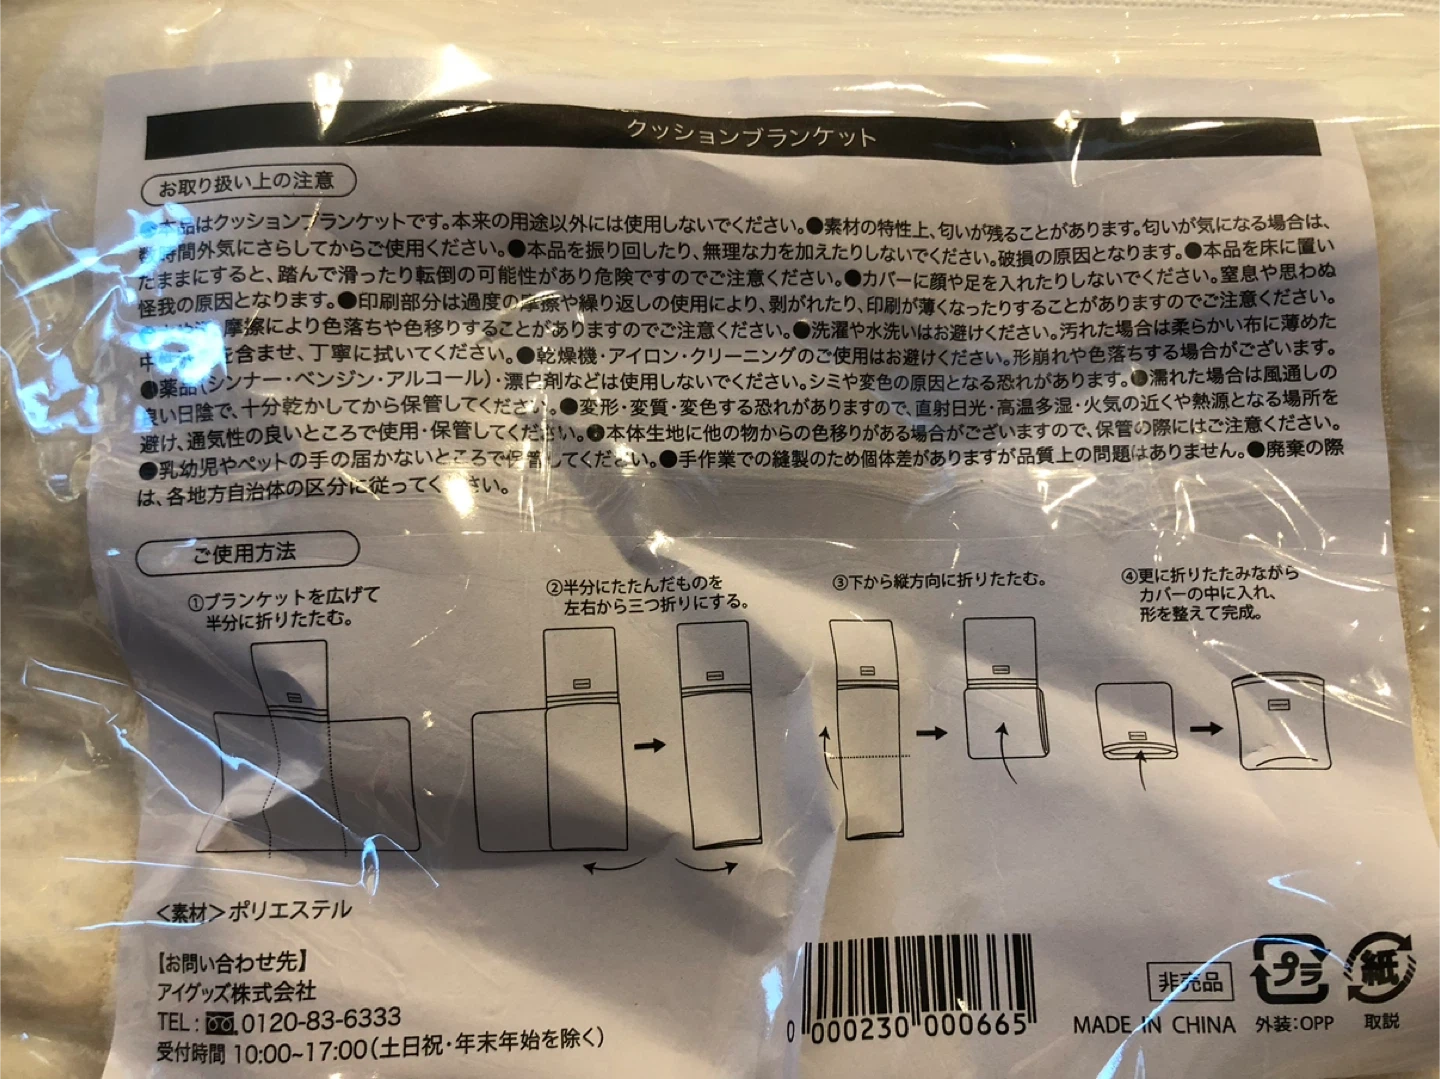 クッションブランケット
お取り扱い上の注意
本品はクッションブランケットです。本来の用途以外には使用しないでください。●素材の特性上、匂いが残ることがあります。匂いが気になる場合は、
時間外気にさらしてからご使用ください。●本品を振り回したり、無理な力を加えたりしないでください。破損の原因となります。●本品を床に置い
たままにすると、踏んで滑ったり転倒の可能性があり危険ですのでご注意ください。●カバーに顔や足を入れたりしないでください。窒息や思わぬ
怪我の原因となります。●印刷部分は過度の摩擦や繰り返しの使用により、剥がれたり、印刷が薄くなったりすることがありますのでご注意ください。
摩擦により色落ちや色移りすることがありますのでご注意ください。●洗濯や水洗いはお避けください。汚れた場合は柔らかい布に薄めた
中 を含ませ、丁寧に拭いてください。●乾燥機・アイロン・クリーニングのご使用はお避けください。形崩れや色落ちする場合がございます。
●薬品（シンナー・ベンジン・アルコール）・漂白剤などは使用しないでください。シミや変色の原因となる恐れがあります。●濡れた場合は風通しの
良い日陰で、十分乾かしてから保管してください。●変形・変質・変色する恐れがありますので、直射日光・高温多湿・火気の近くや熱源となる場所を
避け、通気性の良いところで使用・保管してください。●本体生地に他の物からの色移りがある場合がございますので、保管の際にはご注意ください。
●乳幼児やペットの手の届かないところで保管してください。●手作業での縫製のため個体差がありますが品質上の問題はありません。●廃棄の際
は、各地方自治体の区分に従ってください。
ご使用方法
①ブランケットを広げて
半分に折りたたむ。
②半分にたたんだものを
左右から三つ折りにする。
③下から縦方向に折りたたむ。
④更に折りたたみながら
カバーの中に入れ、
形を整えて完成。
＜素材＞ポリエステル
【お問い合わせ先】
アイグッズ株式会社
TEL：0120-83-6333
受付時間 10:00~17:00（土日祝・年末年始を除く）
0 000230 000665
非売品
MADE IN CHINA
プラ
外装：OPP
紙
取説